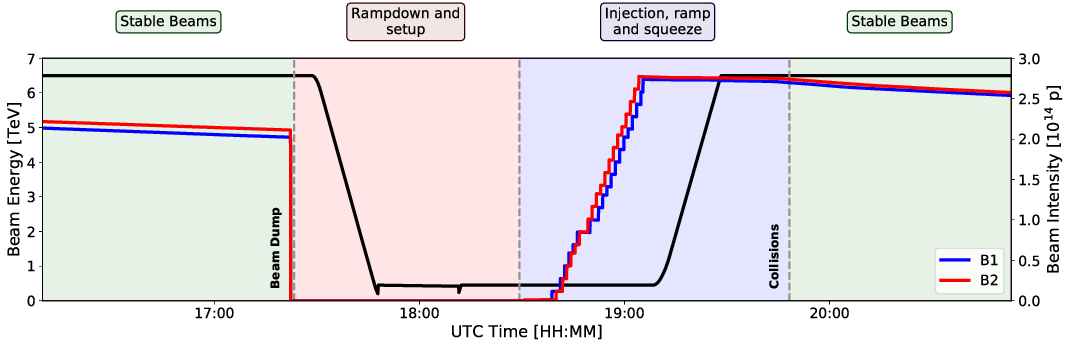 Stable Beams
Rampdown and
setup
Injection, ramp
and squeeze
Stable Beams
7
6
5
4
3
2
1
0
Beam Energy [TeV]
3.0
2.5
2.0
1.5
1.0
0.5
0.0
Beam Intensity [10¹⁴ p]
Beam Dump
Collisions
B1
B2
17:00
18:00
19:00
20:00
UTC Time [HH:MM]